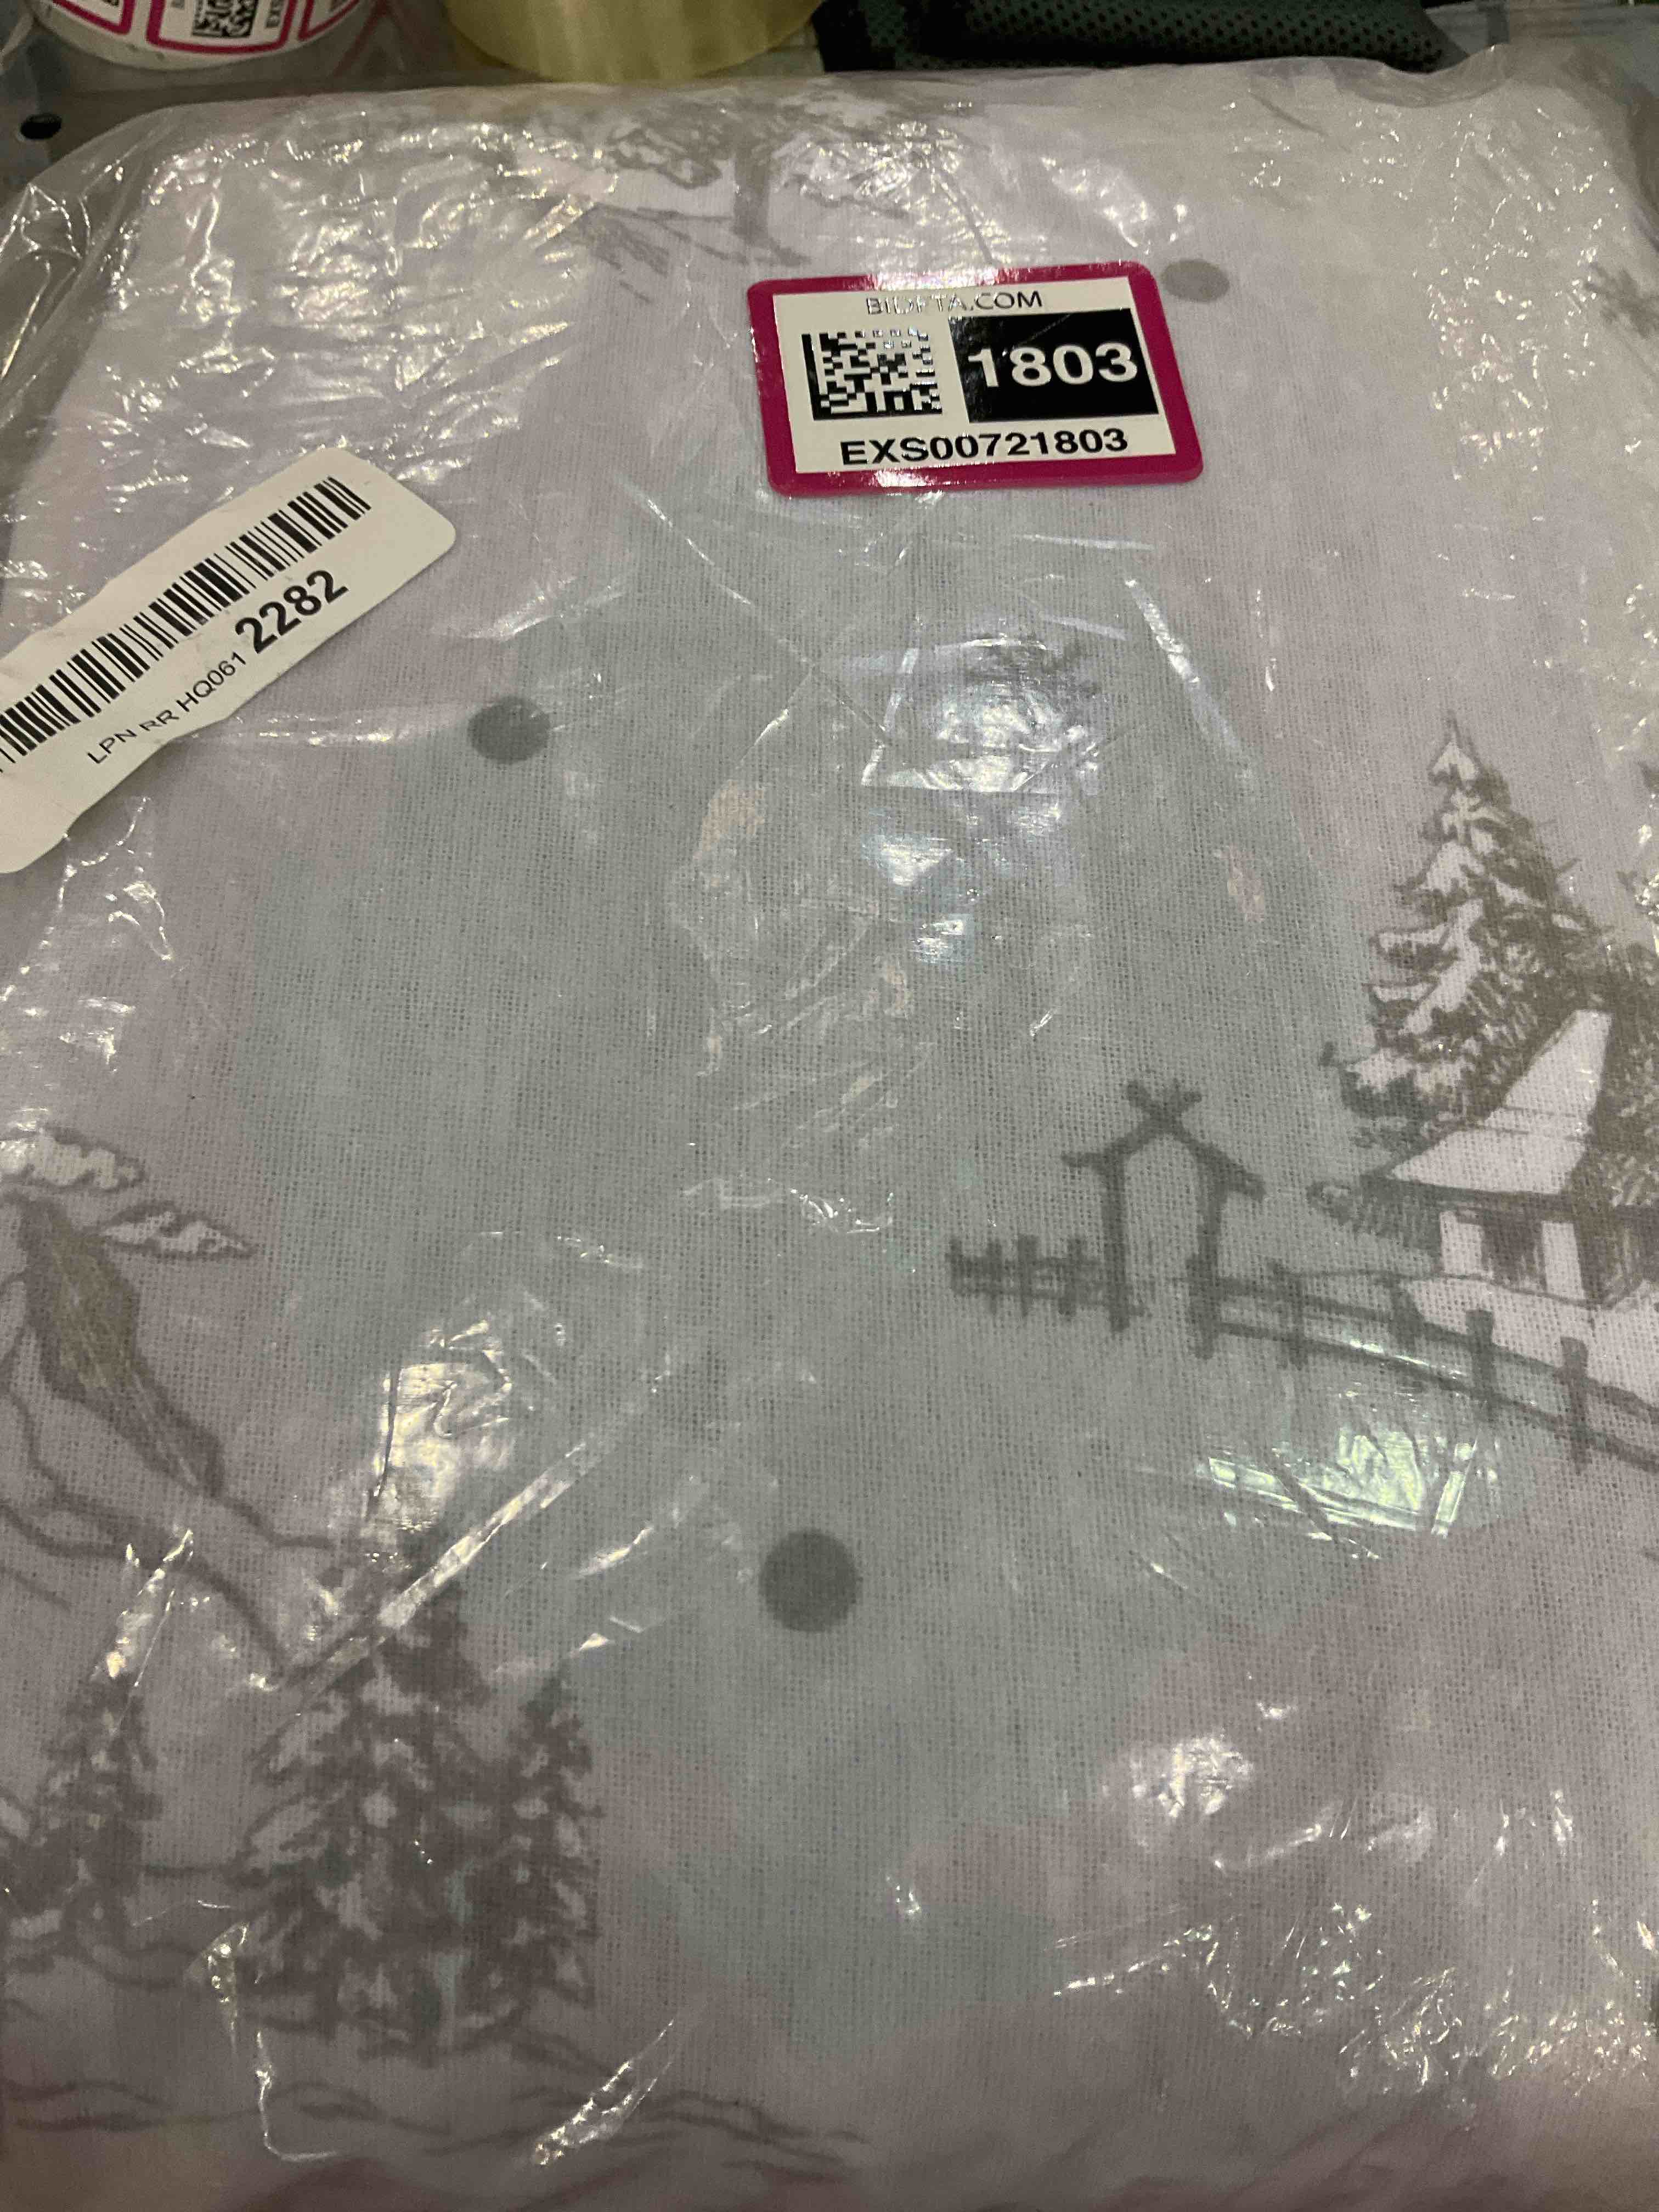 BIDFTA.COM
1803
EXS00721803
LPN RR HQ061 2282